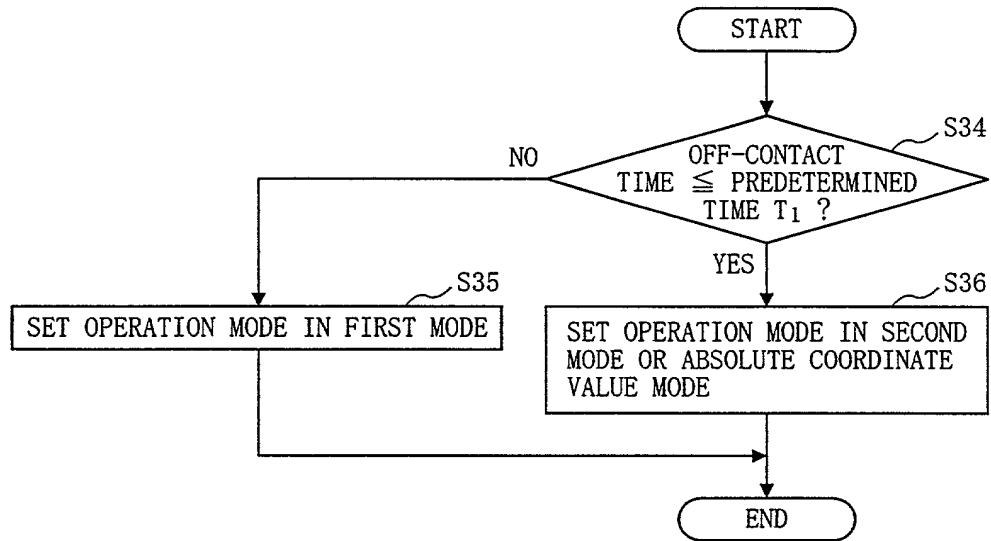 START
S34
OFF-CONTACT
TIME ≦ PREDETERMINED
TIME T1 ?
NO
YES
S35
SET OPERATION MODE IN FIRST MODE
S36
SET OPERATION MODE IN SECOND
MODE OR ABSOLUTE COORDINATE
VALUE MODE
END